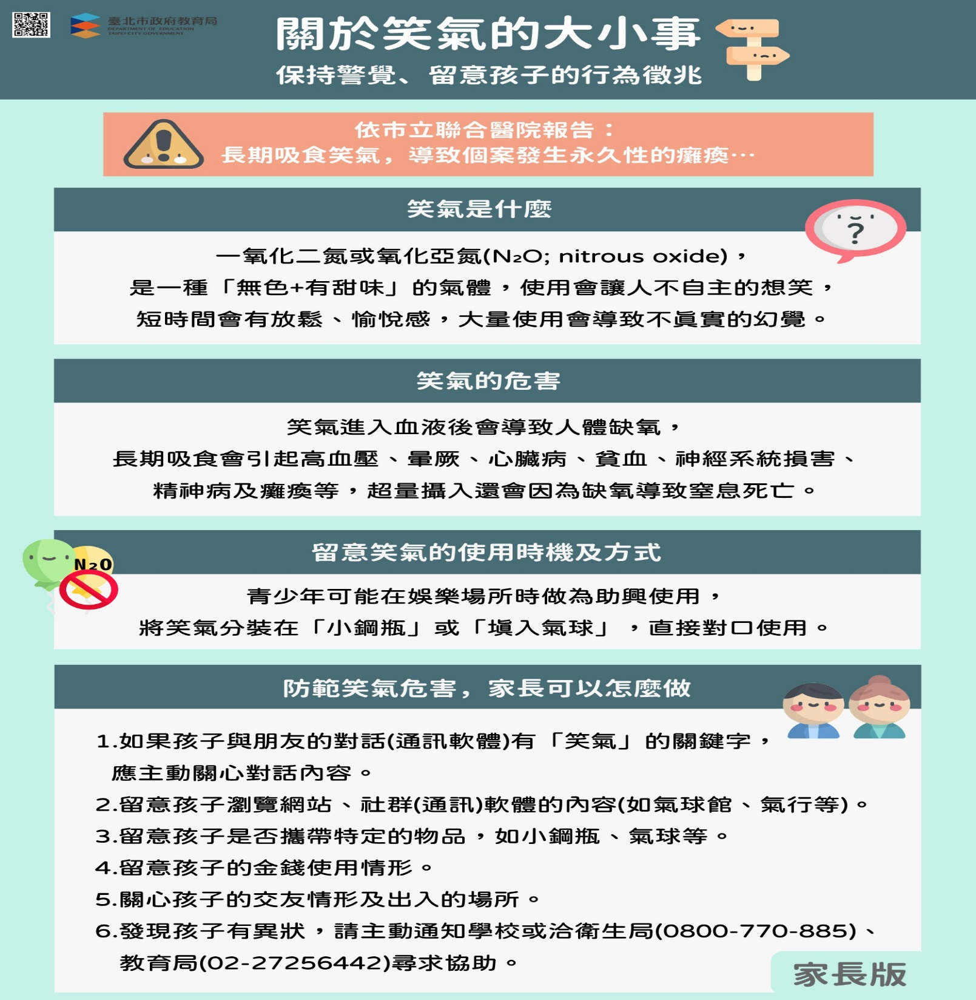 臺北市政府教育局
DEPARTMENT OF EDUCATION
TAIPEI CITY GOVERNMENT
關於笑氣的大小事
保持警覺、留意孩子的行為徵兆
依市立聯合醫院報告：
長期吸食笑氣，導致個案發生永久性的癱瘓…
笑氣是什麼
?
一氧化二氮或氧化亞氮(N₂O; nitrous oxide)，
是一種「無色+有甜味」的氣體，使用會讓人不自主的想笑，
短時間會有放鬆、愉悅感，大量使用會導致不真實的幻覺。
笑氣的危害
笑氣進入血液後會導致人體缺氧，
長期吸食會引起高血壓、暈厥、心臟病、貧血、神經系統損害、
精神病及癱瘓等，超量攝入還會因為缺氧導致窒息死亡。
留意笑氣的使用時機及方式
N₂O
青少年可能在娛樂場所時做為助興使用，
將笑氣分裝在「小鋼瓶」或「填入氣球」，直接對口使用。
防範笑氣危害，家長可以怎麼做
1.如果孩子與朋友的對話(通訊軟體)有「笑氣」的關鍵字，
應主動關心對話內容。
2.留意孩子瀏覽網站、社群(通訊)軟體的內容(如氣球館、氣行等)。
3.留意孩子是否攜帶特定的物品，如小鋼瓶、氣球等。
4.留意孩子的金錢使用情形。
5.關心孩子的交友情形及出入的場所。
6.發現孩子有異狀，請主動通知學校或洽衛生局(0800-770-885)、
教育局(02-27256442)尋求協助。
家長版